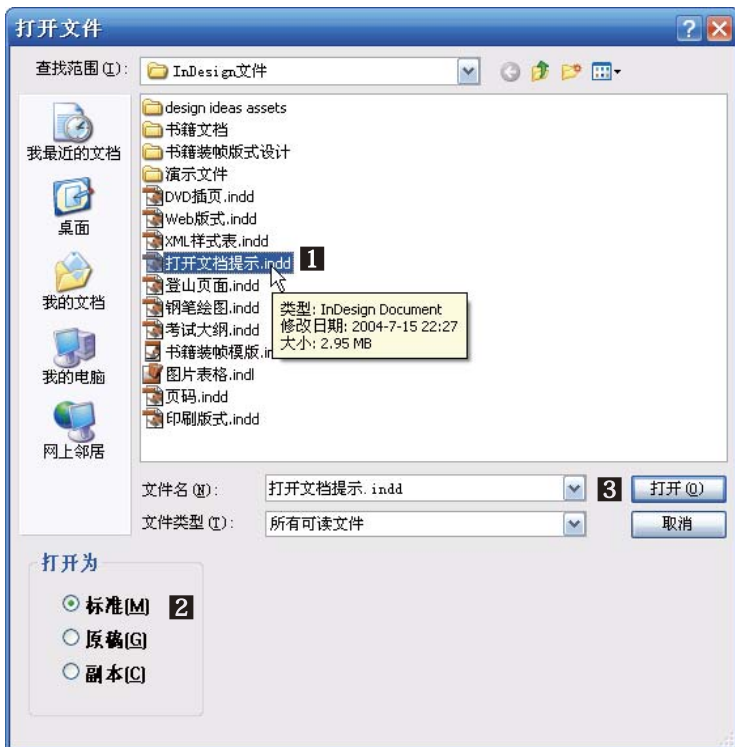 打开文件
查找范围(I): InDesign文件
我最近的文档
桌面
我的文档
我的电脑
网上邻居
design ideas assets
书籍文档
书籍装帧版式设计
演示文件
DVD插页.indd
Web版式.indd
XML样式表.indd
打开文档提示.indd 1
登山页面.indd
钢笔绘图.indd
考试大纲.indd
书籍装帧模版.in
图片表格.indl
页码.indd
印刷版式.indd
类型: InDesign Document
修改日期: 2004-7-15 22:27
大小: 2.95 MB
文件名(N): 打开文档提示.indd 3 打开(O)
文件类型(T): 所有可读文件 取消
打开为
标准(M) 2
原稿(G)
副本(C)